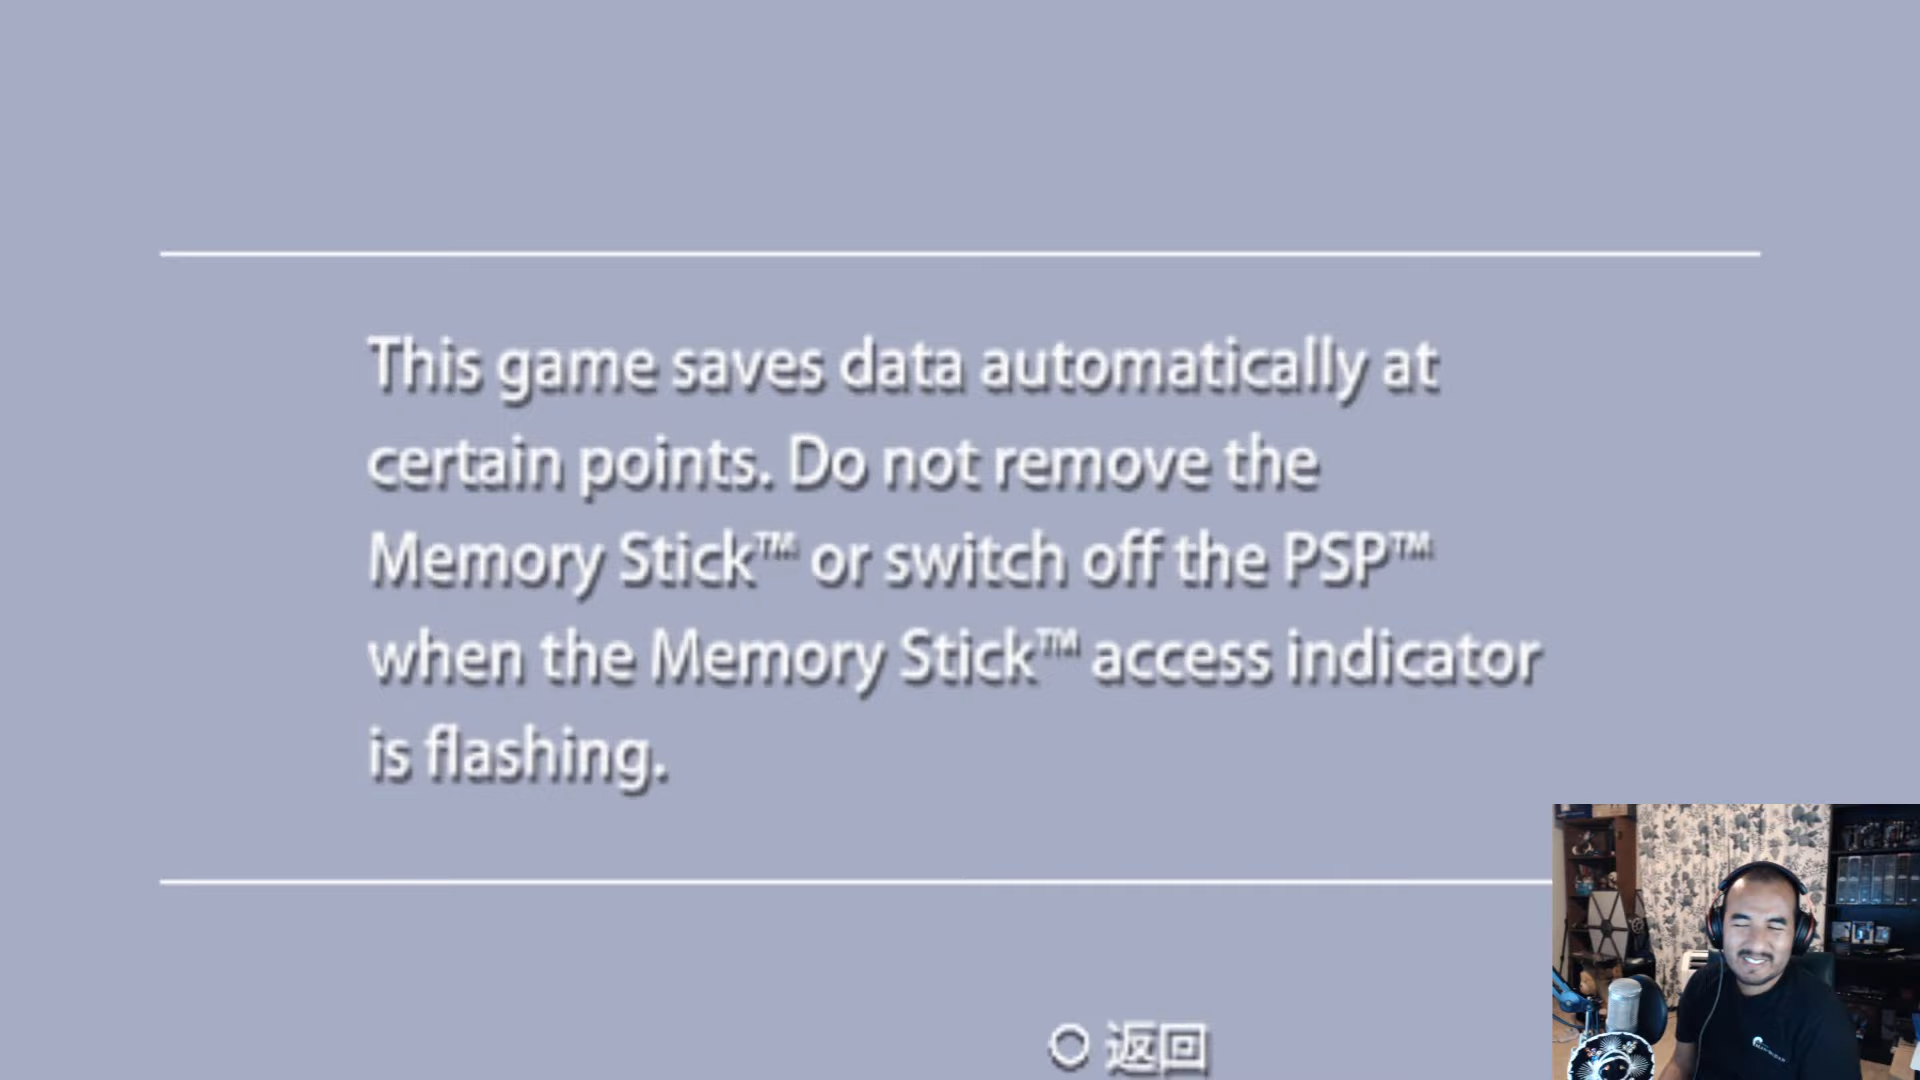 This game saves data automatically at
certain points. Do not remove the
Memory Stick™ or switch off the PSP™
when the Memory Stick™ access indicator
is flashing.
○ 返回